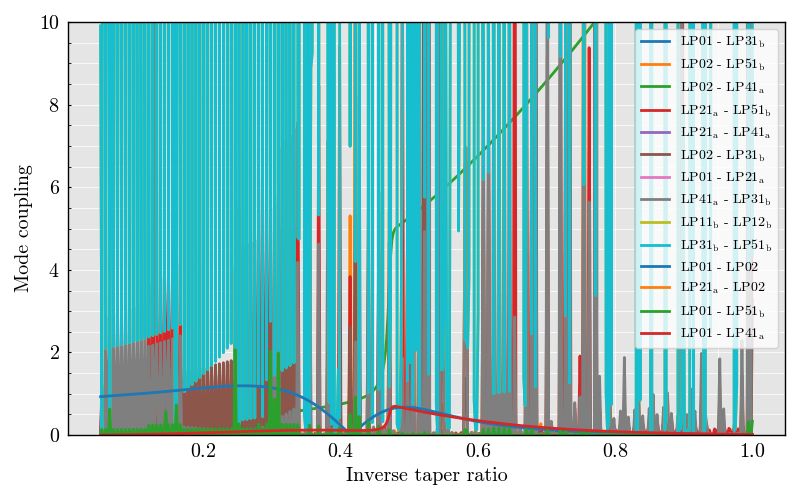 10
8
6
4
2
0
Mode coupling
0.2
0.4
0.6
0.8
1.0
Inverse taper ratio
LP01 - LP31b
LP02 - LP51b
LP02 - LP41a
LP21a - LP51b
LP21a - LP41a
LP02 - LP31b
LP01 - LP21a
LP41a - LP31b
LP11b - LP12b
LP31b - LP51b
LP01 - LP02
LP21a - LP02
LP01 - LP51b
LP01 - LP41a